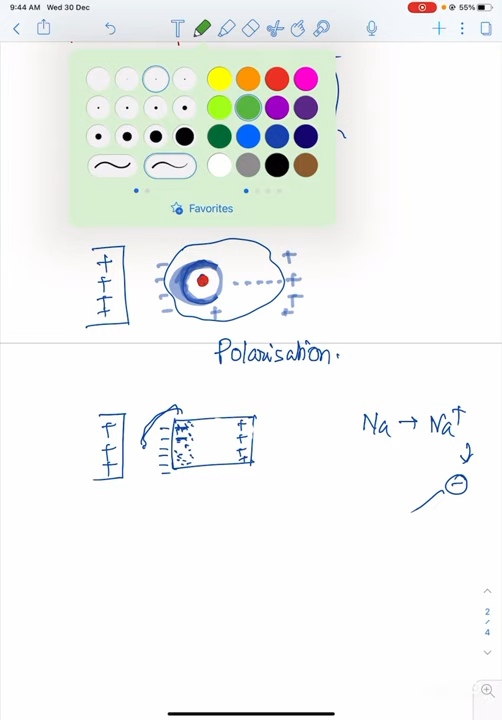 9:44 AM Wed 30 Dec
55%
T
Favorites
+ + + +
- - - -
+ + + +
+
Polarisation.
+ + + +
- - - - -
+ + + +
Na → Na⁺
-
2
/
4